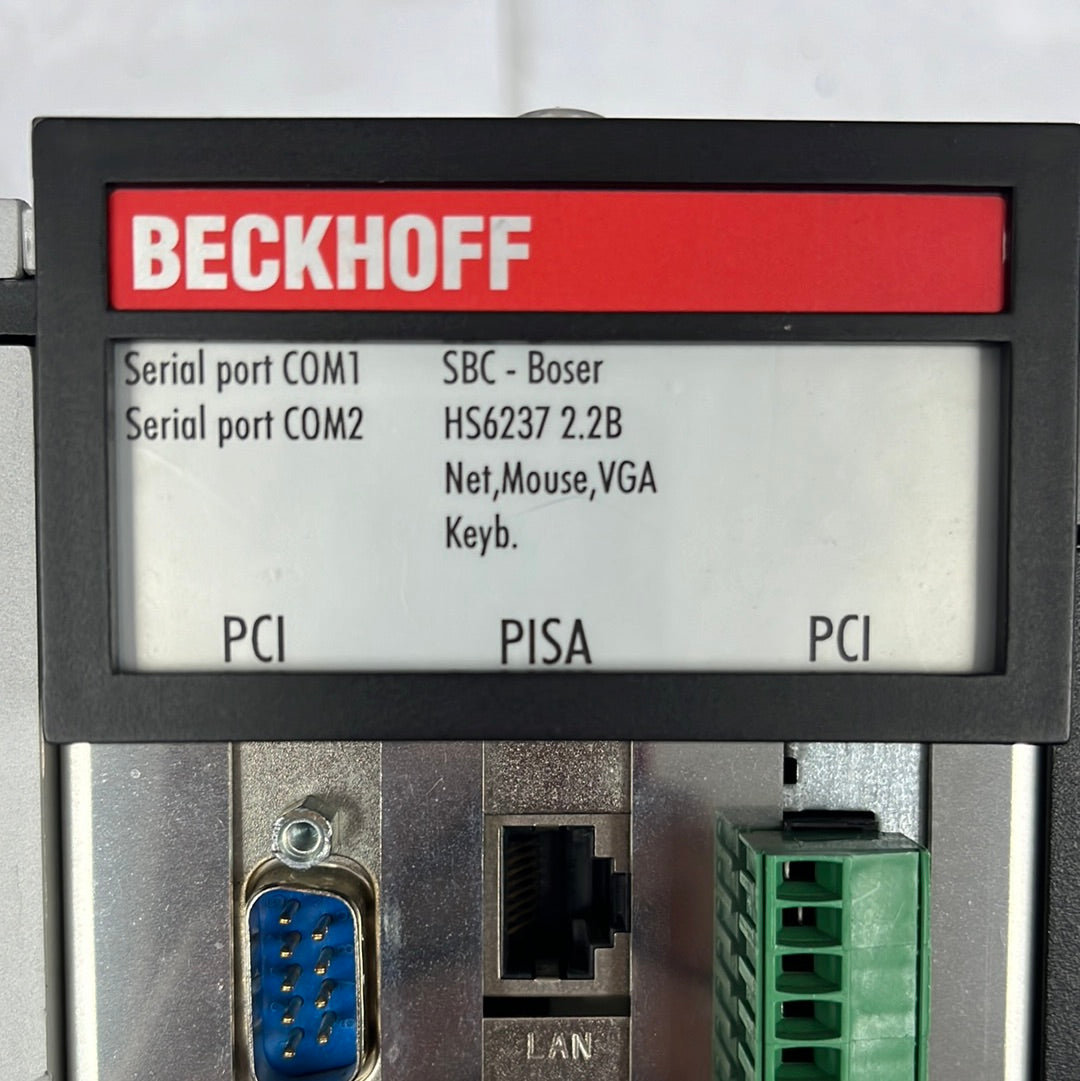 BECKHOFF
Serial port COM1 SBC - Boser
Serial port COM2 HS6237 2.2B
Net,Mouse,VGA
Keyb.
PCI PISA PCI
LAN